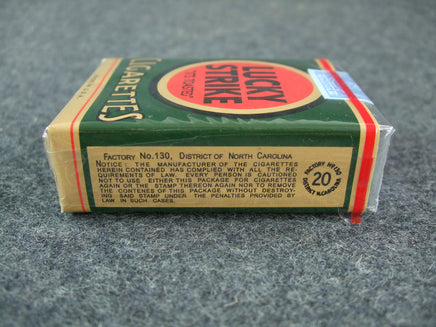 CIGARETTES
LUCKY
STRIKE
"IT'S TOASTED"
FACTORY No. 130, DISTRICT OF NORTH CAROLINA
NOTICE: THE MANUFACTURER OF THE CIGARETTES
HEREIN CONTAINED HAS COMPLIED WITH ALL THE RE-
QUIREMENTS OF LAW. EVERY PERSON IS CAUTIONED
NOT TO USE EITHER THIS PACKAGE FOR CIGARETTES
AGAIN OR THE STAMP THEREON AGAIN NOR TO REMOVE
THE CONTENTS OF THIS PACKAGE WITHOUT DESTROY-
ING SAID STAMP UNDER THE PENALTIES PROVIDED BY
LAW IN SUCH CASES.
FACTORY No 130
20
DISTRICT N. CAROLINA